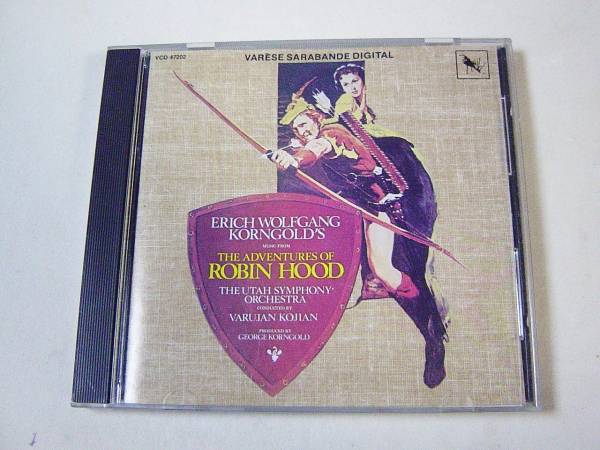 VCD 47202
VARÈSE SARABANDE DIGITAL
ERICH WOLFGANG
KORNGOLD'S
MUSIC FROM
THE ADVENTURES OF
ROBIN HOOD
THE UTAH SYMPHONY
ORCHESTRA
CONDUCTED BY
VARUJAN KOJIAN
PRODUCED BY
GEORGE KORNGOLD